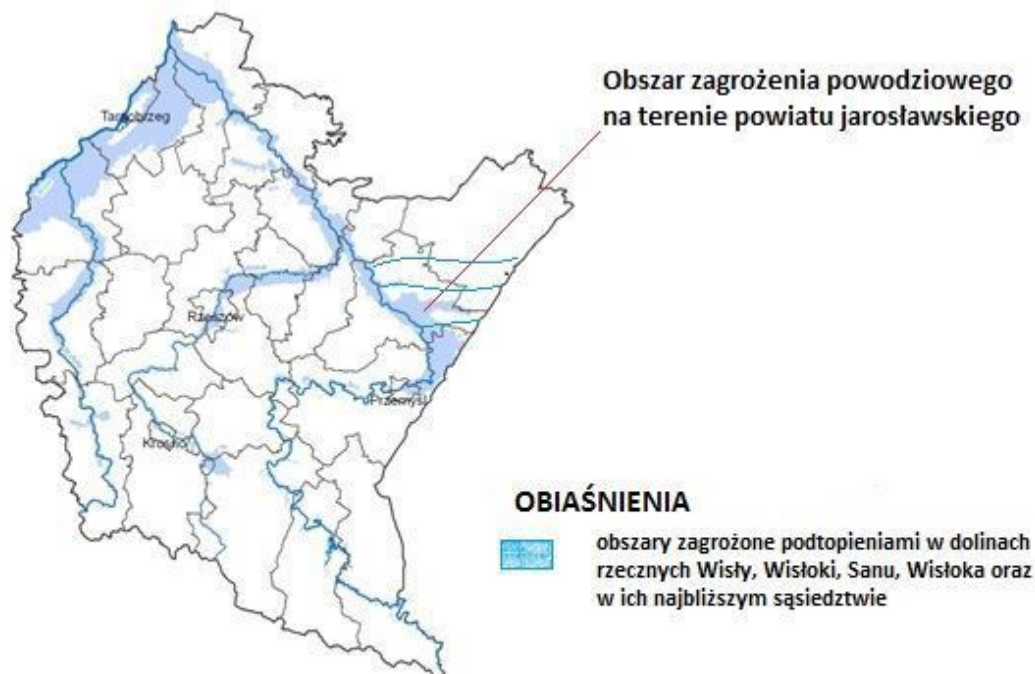 Obszar zagrożenia powodziowego
na terenie powiatu jarosławskiego
Tarnobrzeg
Rzeszów
Przemyśl
Krosno
OBIAŚNIENIA
obszary zagrożone podtopieniami w dolinach
rzecznych Wisły, Wisłoki, Sanu, Wisłoka oraz
w ich najbliższym sąsiedztwie